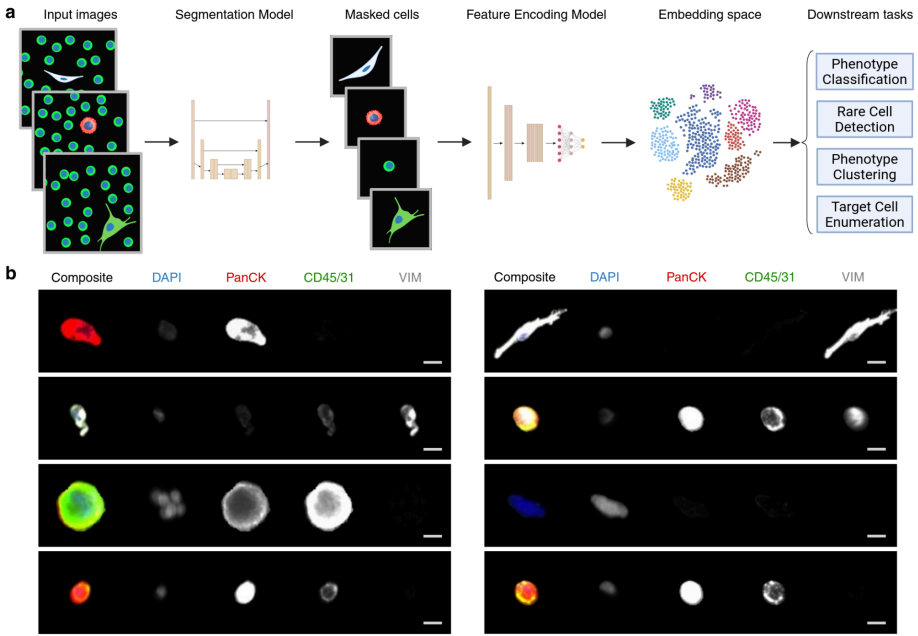 a
Input images
Segmentation Model
Masked cells
Feature Encoding Model
Embedding space
Downstream tasks
Phenotype
Classification
Rare Cell
Detection
Phenotype
Clustering
Target Cell
Enumeration
b
Composite DAPI PanCK CD45/31 VIM
Composite DAPI PanCK CD45/31 VIM